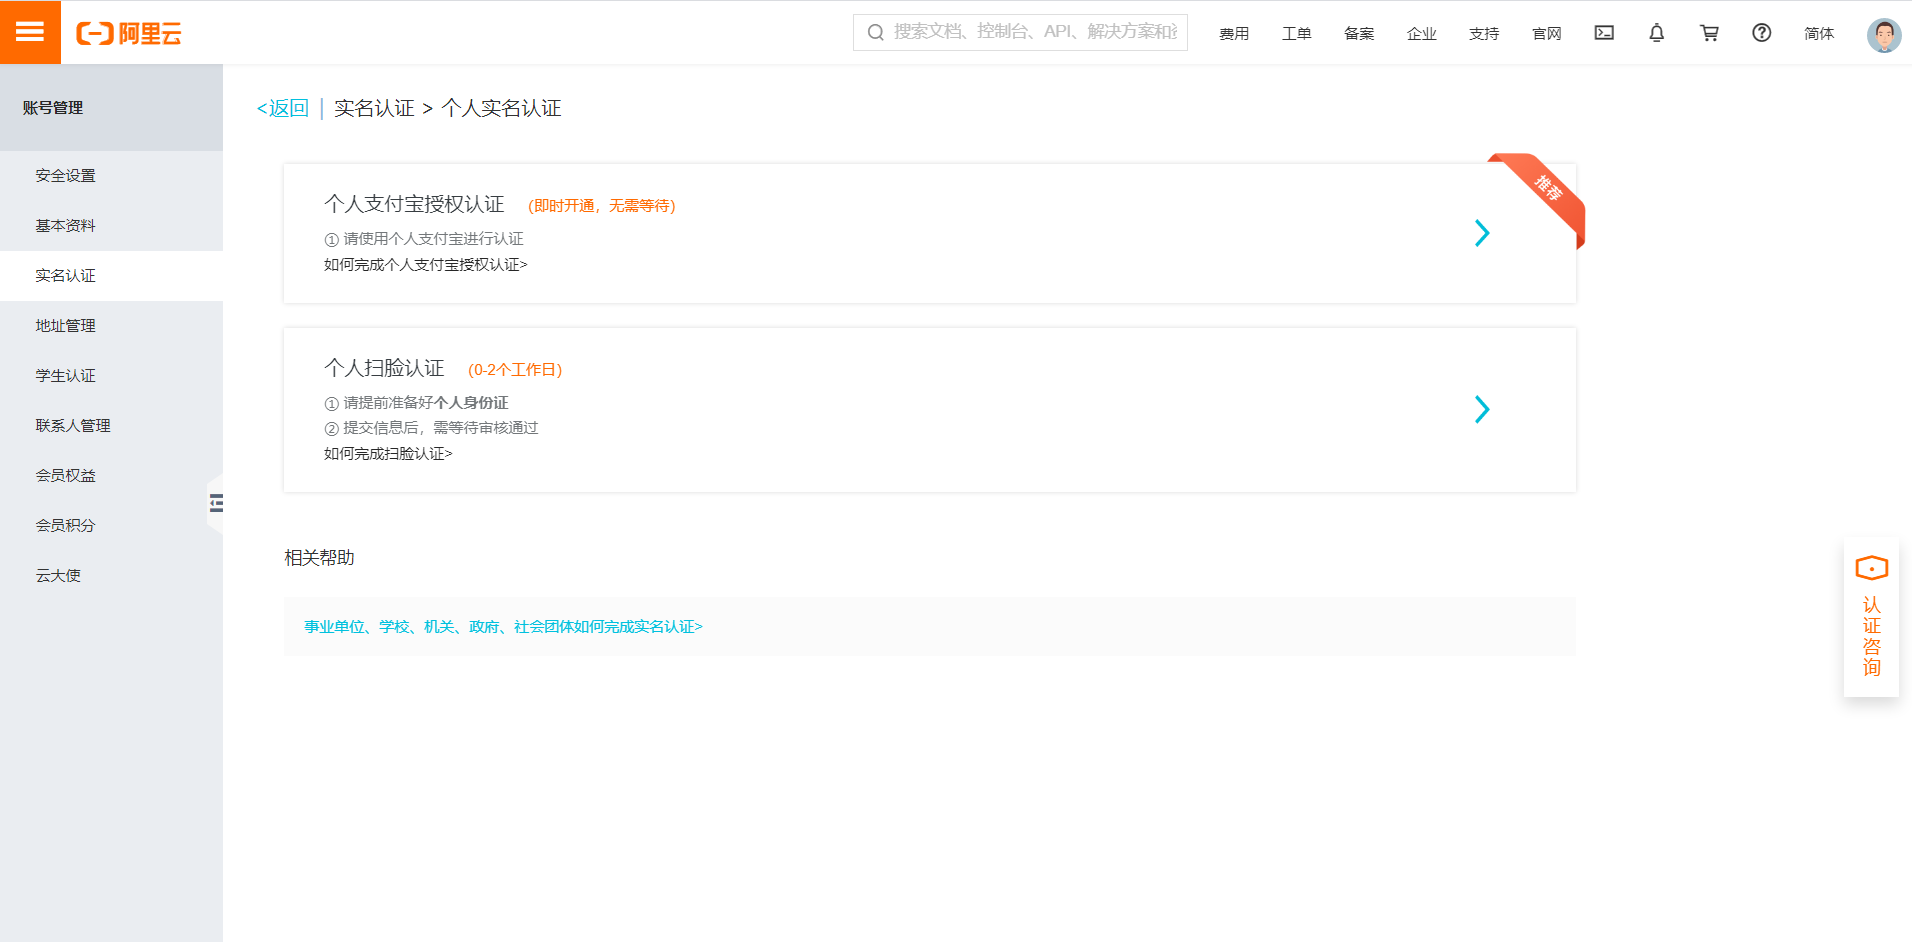 阿里云
搜索文档、控制台、API、解决方案和
费用
工单
备案
企业
支持
官网
简体
账号管理
安全设置
基本资料
实名认证
地址管理
学生认证
联系人管理
会员权益
会员积分
云大使
<返回 | 实名认证 > 个人实名认证
推荐
个人支付宝授权认证 (即时开通，无需等待)
① 请使用个人支付宝进行认证
如何完成个人支付宝授权认证>
个人扫脸认证 (0-2个工作日)
① 请提前准备好个人身份证
② 提交信息后，需等待审核通过
如何完成扫脸认证>
相关帮助
事业单位、学校、机关、政府、社会团体如何完成实名认证>
认证咨询